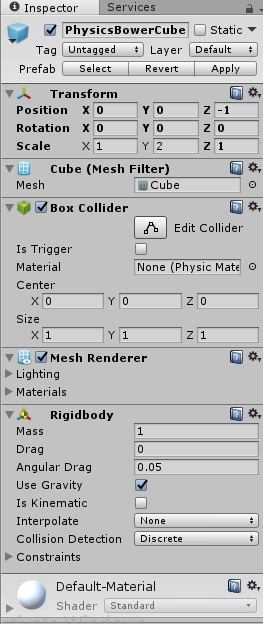 Inspector Services
PhysicsBowerCube Static
Tag Untagged Layer Default
Prefab Select Revert Apply
Transform
Position X 0 Y 0 Z -1
Rotation X 0 Y 0 Z 0
Scale X 1 Y 2 Z 1
Cube (Mesh Filter)
Mesh Cube
Box Collider
Edit Collider
Is Trigger
Material None (Physic Mate
Center
X 0 Y 0 Z 0
Size
X 1 Y 1 Z 1
Mesh Renderer
Lighting
Materials
Rigidbody
Mass 1
Drag 0
Angular Drag 0.05
Use Gravity
Is Kinematic
Interpolate None
Collision Detection Discrete
Constraints
Default-Material
Shader Standard